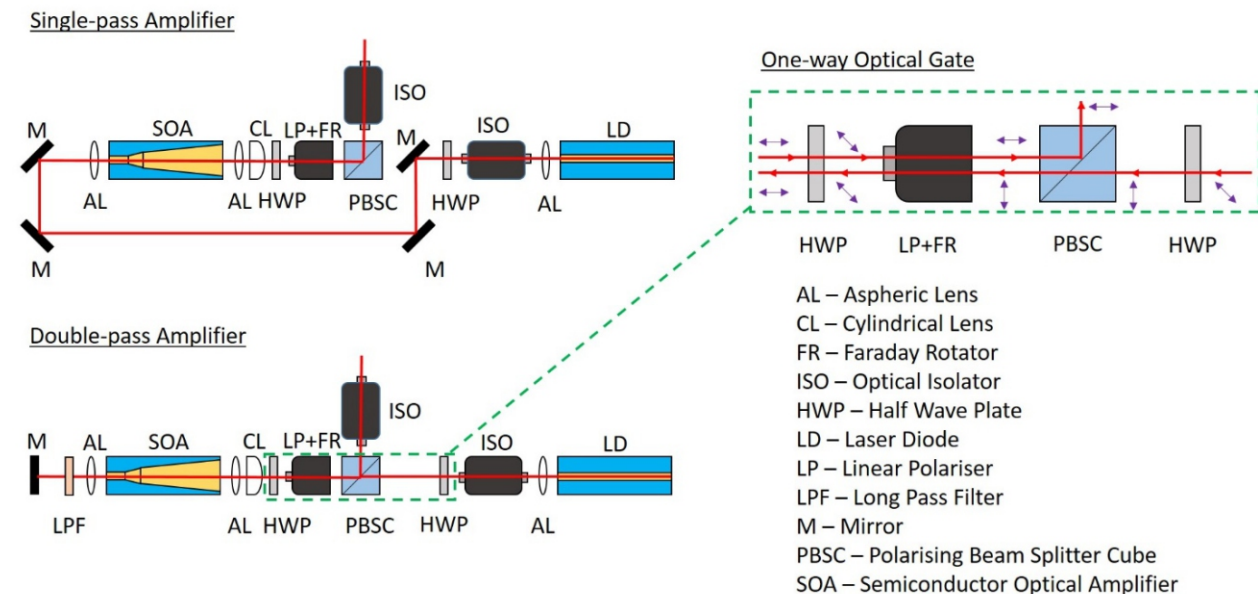 Single-pass Amplifier
ISO
M SOA CL LP+FR M ISO LD
AL AL HWP PBSC HWP AL
M M
Double-pass Amplifier
ISO
M AL SOA CL LP+FR ISO LD
LPF AL HWP PBSC HWP AL
One-way Optical Gate
HWP LP+FR PBSC HWP
AL – Aspheric Lens
CL – Cylindrical Lens
FR – Faraday Rotator
ISO – Optical Isolator
HWP – Half Wave Plate
LD – Laser Diode
LP – Linear Polariser
LPF – Long Pass Filter
M – Mirror
PBSC – Polarising Beam Splitter Cube
SOA – Semiconductor Optical Amplifier